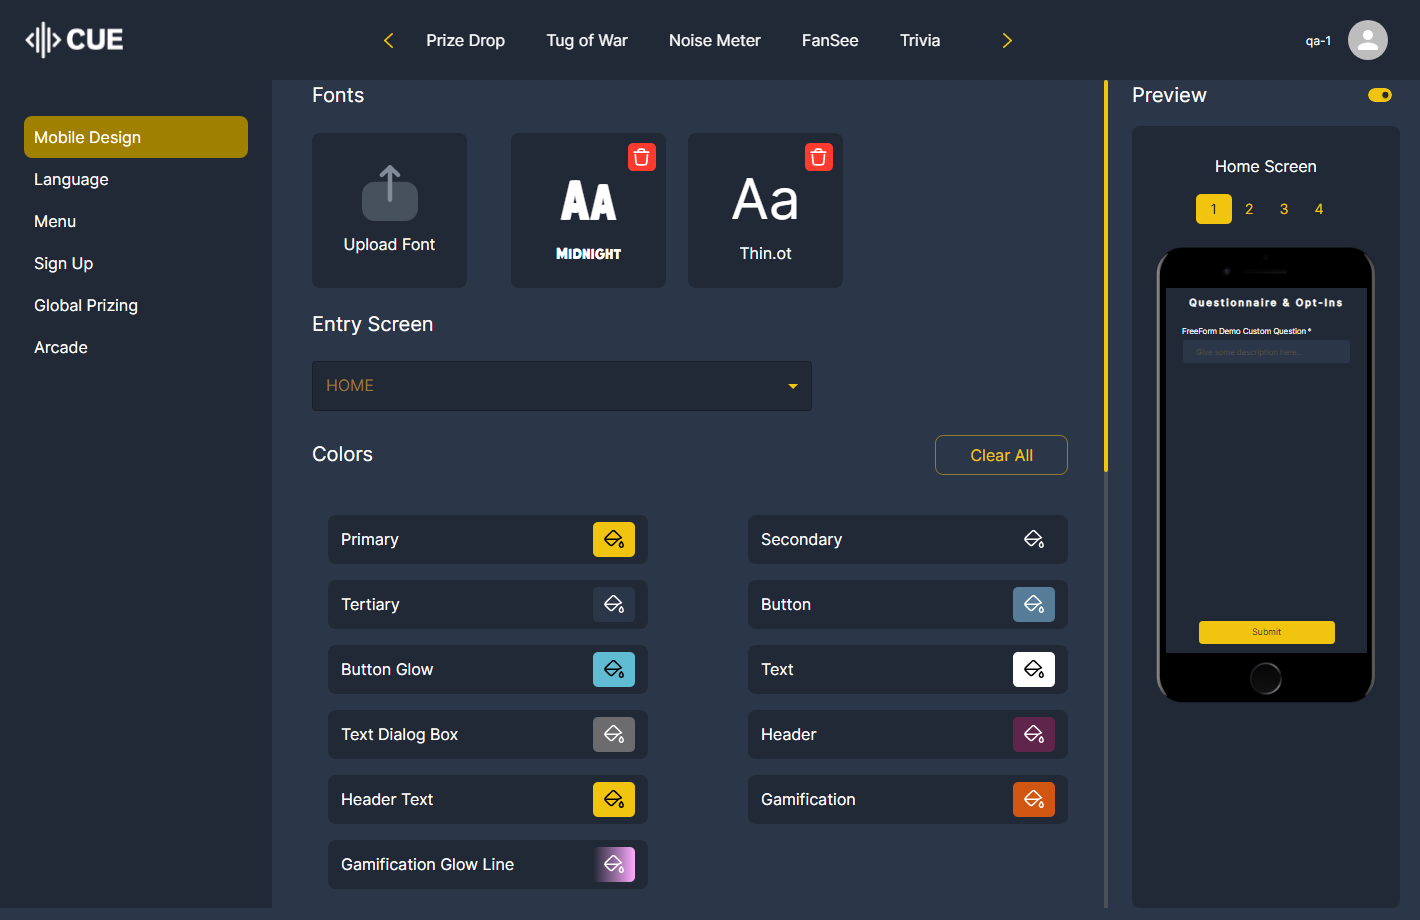 CUE
Prize Drop
Tug of War
Noise Meter
FanSee
Trivia
qa-1
Mobile Design
Language
Menu
Sign Up
Global Prizing
Arcade
Fonts
Upload Font
AA
MIDNIGHT
Aa
Thin.ot
Entry Screen
HOME
Colors
Clear All
Primary
Secondary
Tertiary
Button
Button Glow
Text
Text Dialog Box
Header
Header Text
Gamification
Gamification Glow Line
Preview
Home Screen
1 2 3 4
Questionnaire & Opt-Ins
FreeForm Demo Custom Question *
Give some description here...
Submit